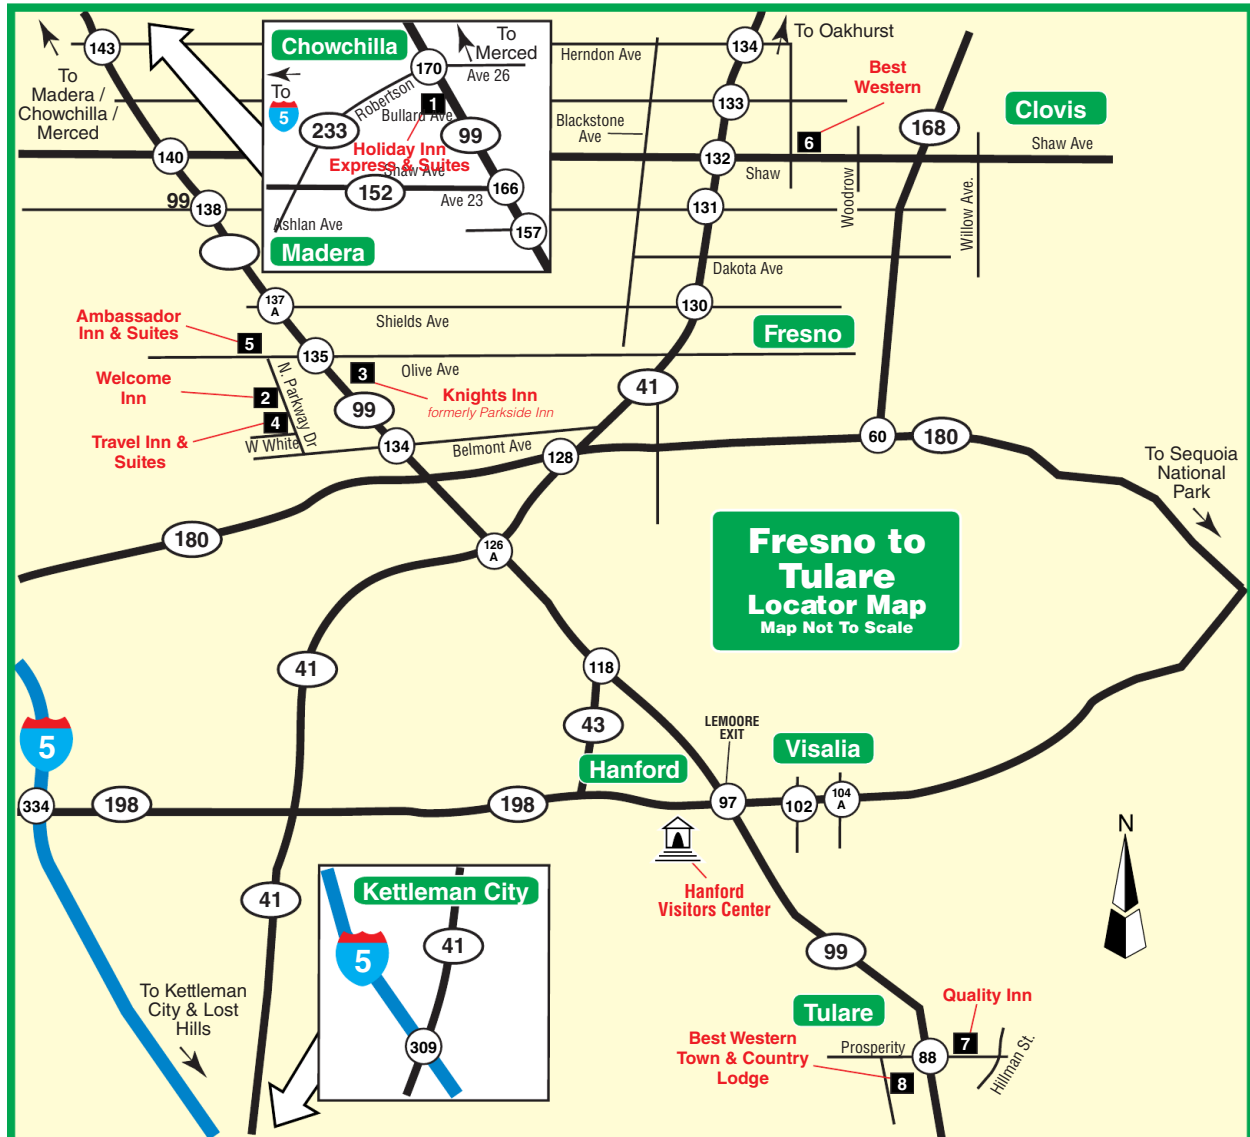 143
To
Madera /
Chowchilla /
Merced
140
99
138
137
A
Chowchilla
To
Merced
170
Ave 26
To
5
Robertson
1
Bullard Ave
233
99
Holiday Inn
Express & Suites
Shaw Ave
152
166
Ave 23
Ashlan Ave
157
Madera
134
To Oakhurst
Herndon Ave
Best
Western
133
Blackstone
Ave
168
Clovis
6
132
Shaw
Shaw Ave
131
Woodrow
Willow Ave.
Dakota Ave
130
Shields Ave
Fresno
Ambassador
Inn & Suites
5
135
Olive Ave
3
N. Parkway Dr
Welcome
Inn
2
99
Knights Inn
formerly Parkside Inn
41
4
Travel Inn &
Suites
W White
134
Belmont Ave
128
60
180
To Sequoia
National
Park
180
126
A
Fresno to
Tulare
Locator Map
Map Not To Scale
41
118
43
LEMOORE
EXIT
5
Hanford
Visalia
334
198
198
97
102
104
A
Hanford
Visitors Center
N
41
Kettleman City
41
5
309
99
To Kettleman
City & Lost
Hills
Tulare
Quality Inn
Best Western
Town & Country
Lodge
Prosperity
88
7
Hillman St.
8